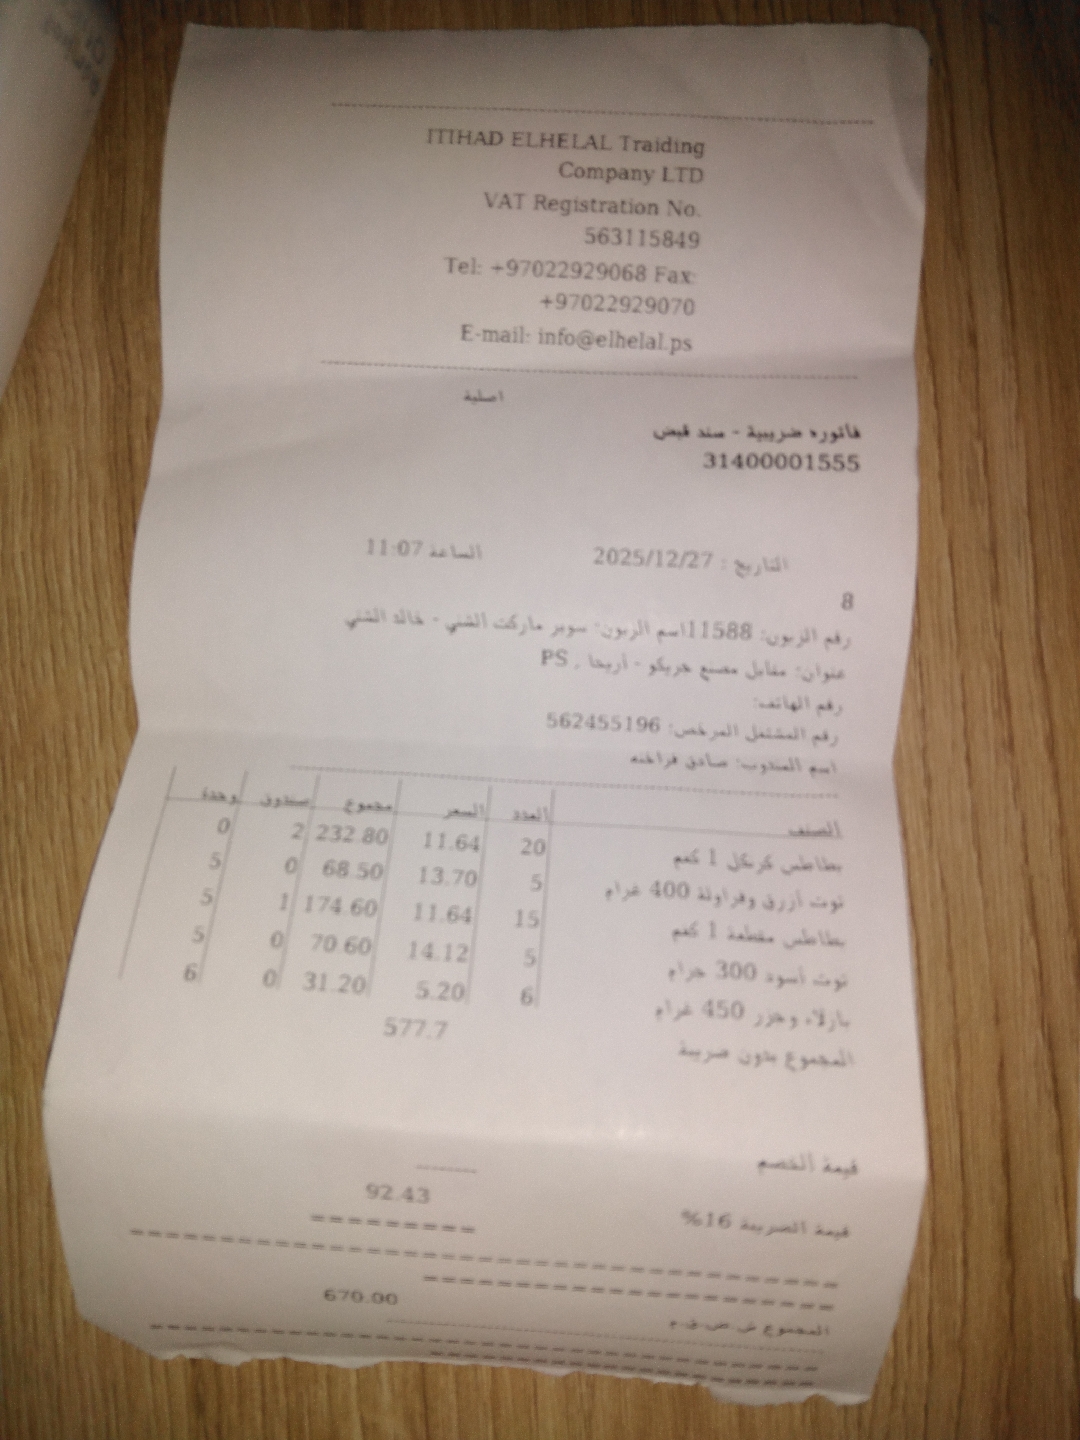 ITIHAD ELHELAL Traiding
Company LTD
VAT Registration No.
563115849
Tel: +97022929068 Fax:
+97022929070
E-mail: info@elhelal.ps
اصلية
فاتوره ضريبية - سند قبض
31400001555
التاريخ : 2025/12/27 الساعة 11:07
8
رقم الزبون: 11588اسم الزبون: سوبر ماركت الشني - خالد الشني
عنوان: مقابل مصنع جريكو - أريحا , PS
رقم الهاتف:
رقم المشتغل المرخص: 562455196
اسم المندوب: صادق فراخنه
الصنف العدد السعر مجموع صندوق وحدة
بطاطس كرنكل 1 كغم 20 11.64 232.80 2 0
توت أزرق وفراولة 400 غرام 5 13.70 68.50 0 5
بطاطس مقطعة 1 كغم 15 11.64 174.60 1 5
توت أسود 300 جرام 5 14.12 70.60 0 5
بازلاء وجزر 450 غرام 6 5.20 31.20 0 6
المجموع بدون ضريبة 577.7
قيمة الخصم
قيمة الضريبة 16% 92.43
المجموع ش.ض.ق.م 670.00